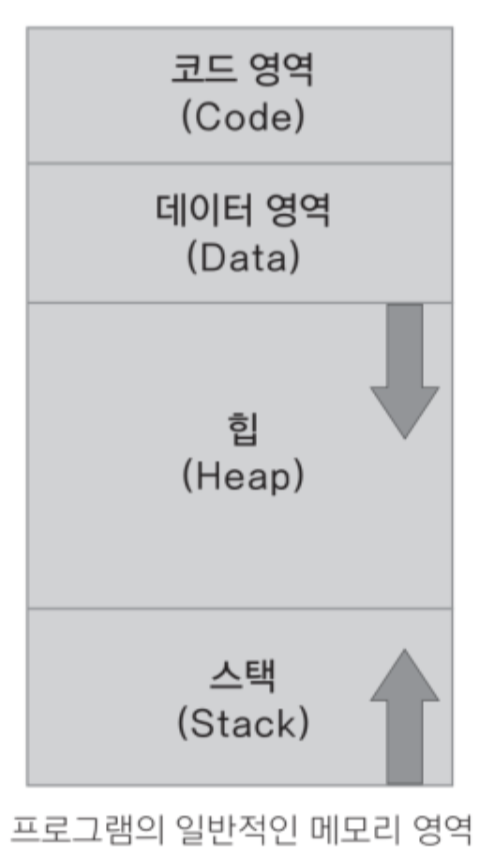 코드 영역
(Code)
데이터 영역
(Data)
힙
(Heap)
스택
(Stack)
프로그램의 일반적인 메모리 영역